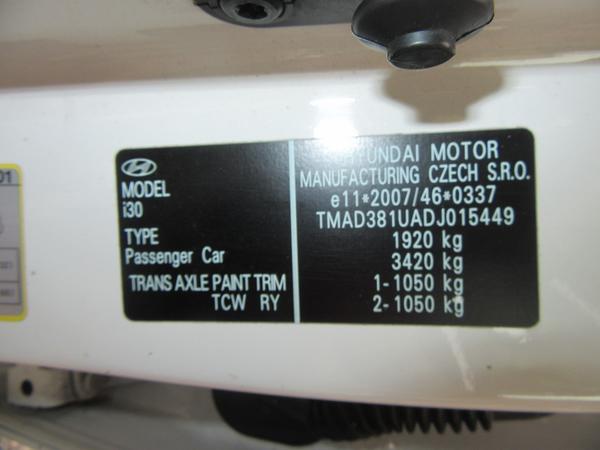 MODEL
i30
TYPE
Passenger Car
TRANS AXLE PAINT TRIM
TCW RY
HYUNDAI MOTOR
MANUFACTURING CZECH S.R.O.
e11*2007/46*0337
TMAD381UADJ015449
1920 kg
3420 kg
1-1050 kg
2-1050 kg
01